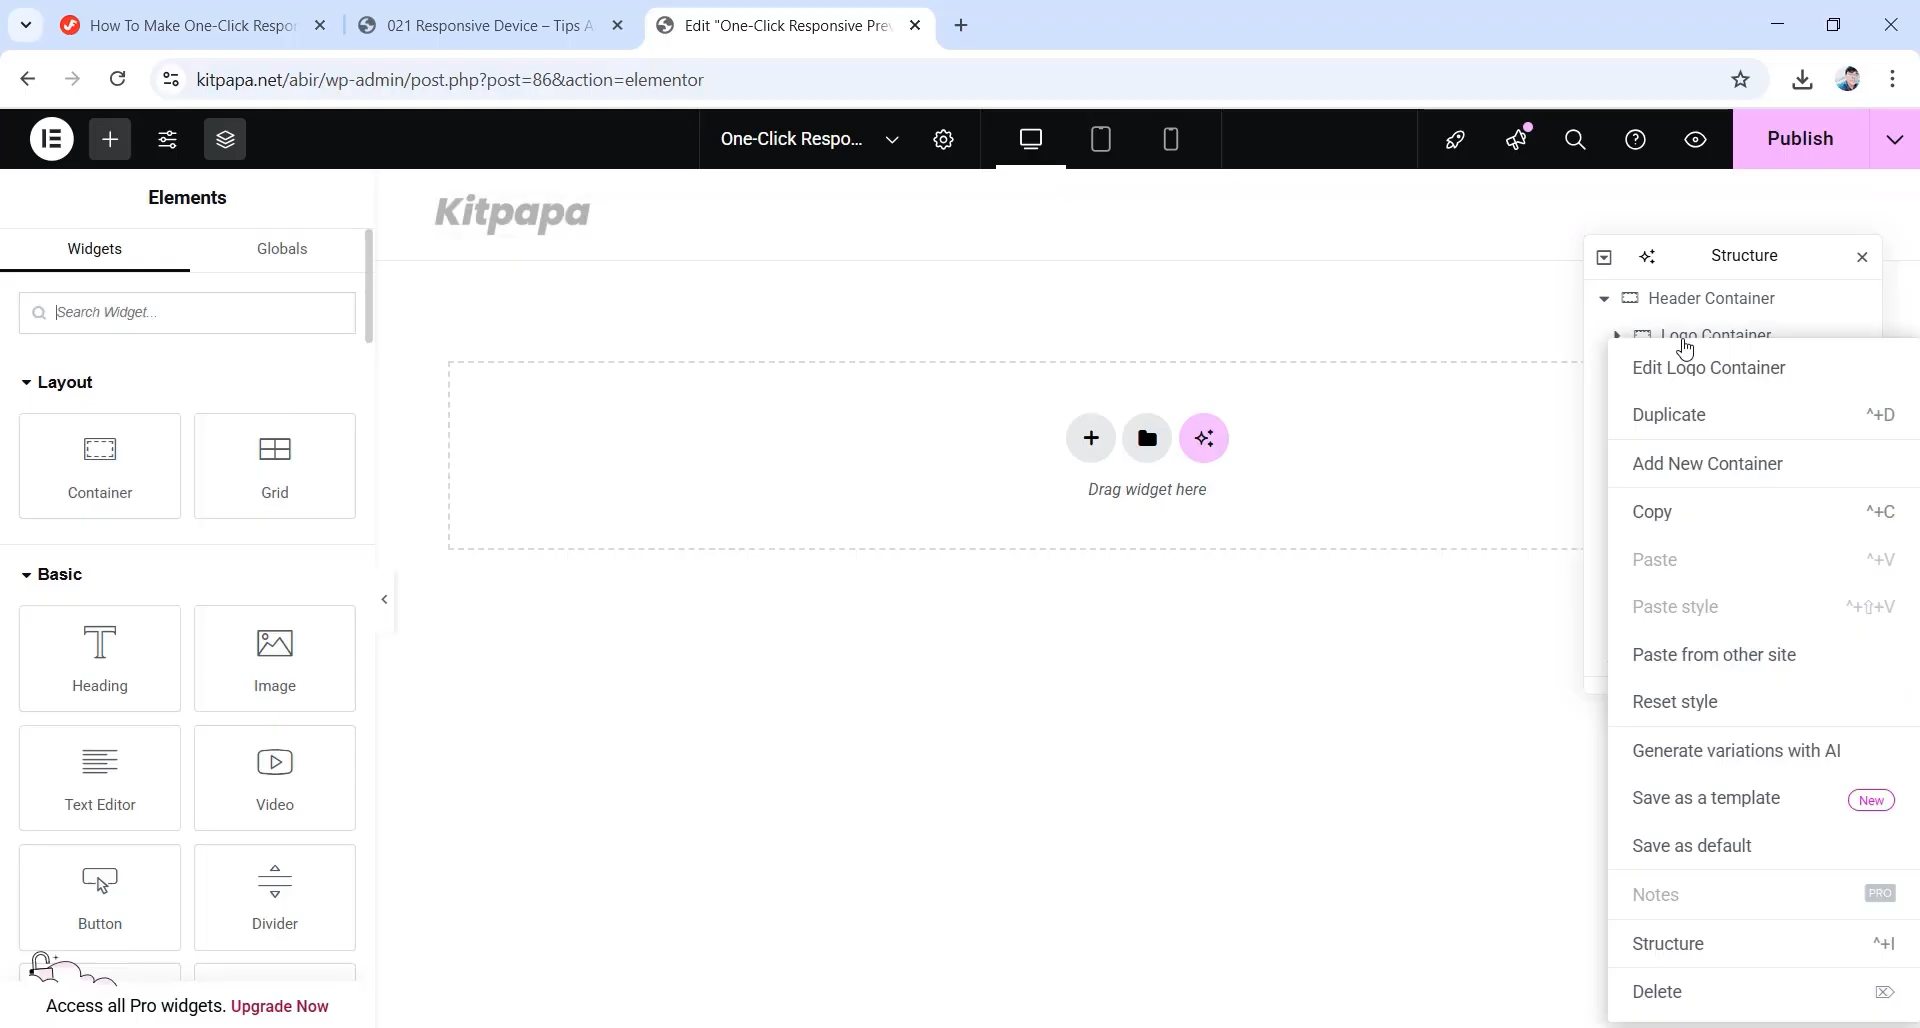 How To Make One-Click Respon
021 Responsive Device – Tips A
Edit "One-Click Responsive Prev
kitpapa.net/abir/wp-admin/post.php?post=86&action=elementor
One-Click Respo...
Publish
Elements
Widgets
Globals
Search Widget...
Layout
Container
Grid
Basic
Heading
Image
Text Editor
Video
Button
Divider
Access all Pro widgets. Upgrade Now
Kitpapa
Drag widget here
Structure
Header Container
Logo Container
Edit Logo Container
Duplicate ^+D
Add New Container
Copy ^+C
Paste ^+V
Paste style ^+⇧+V
Paste from other site
Reset style
Generate variations with AI
Save as a template New
Save as default
Notes PRO
Structure ^+I
Delete ⌦